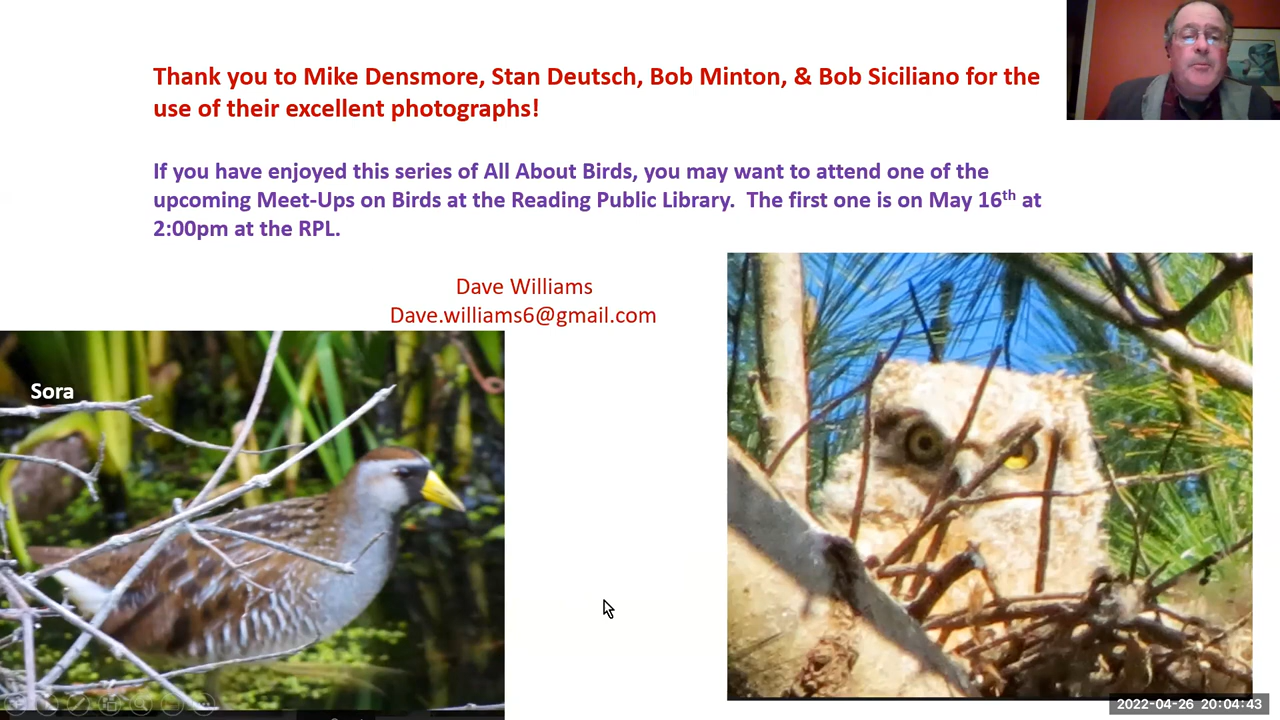 Thank you to Mike Densmore, Stan Deutsch, Bob Minton, & Bob Siciliano for the
use of their excellent photographs!
If you have enjoyed this series of All About Birds, you may want to attend one of the
upcoming Meet-Ups on Birds at the Reading Public Library.  The first one is on May 16th at
2:00pm at the RPL.
Dave Williams
Dave.williams6@gmail.com
Sora
2022-04-26 20:04:43